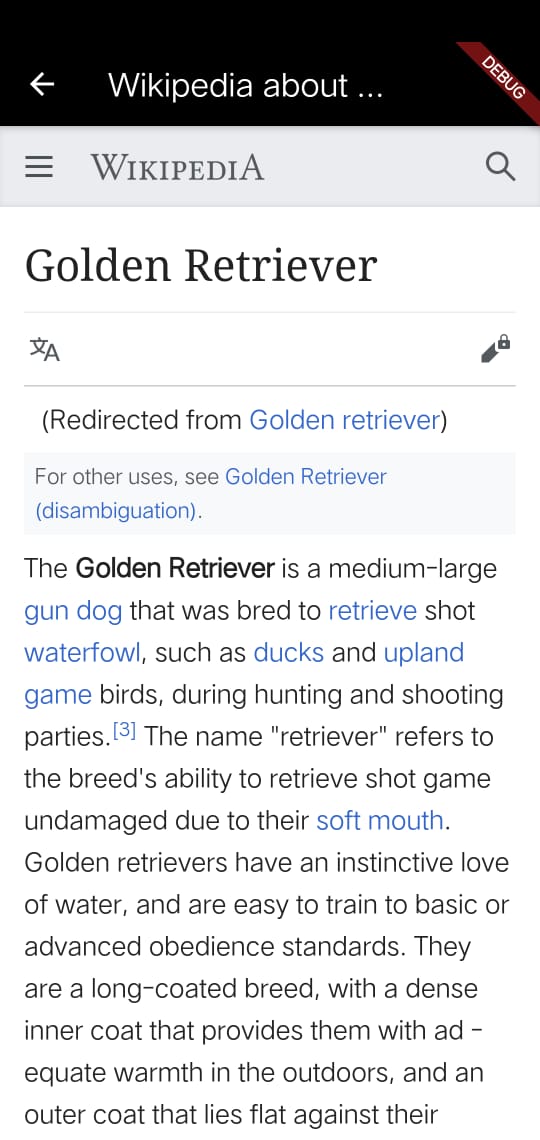 Wikipedia about ...
DEBUG
WIKIPEDIA
Golden Retriever
(Redirected from Golden retriever)
For other uses, see Golden Retriever
(disambiguation).
The Golden Retriever is a medium-large
gun dog that was bred to retrieve shot
waterfowl, such as ducks and upland
game birds, during hunting and shooting
parties.[3] The name "retriever" refers to
the breed's ability to retrieve shot game
undamaged due to their soft mouth.
Golden retrievers have an instinctive love
of water, and are easy to train to basic or
advanced obedience standards. They
are a long-coated breed, with a dense
inner coat that provides them with ad-
equate warmth in the outdoors, and an
outer coat that lies flat against their